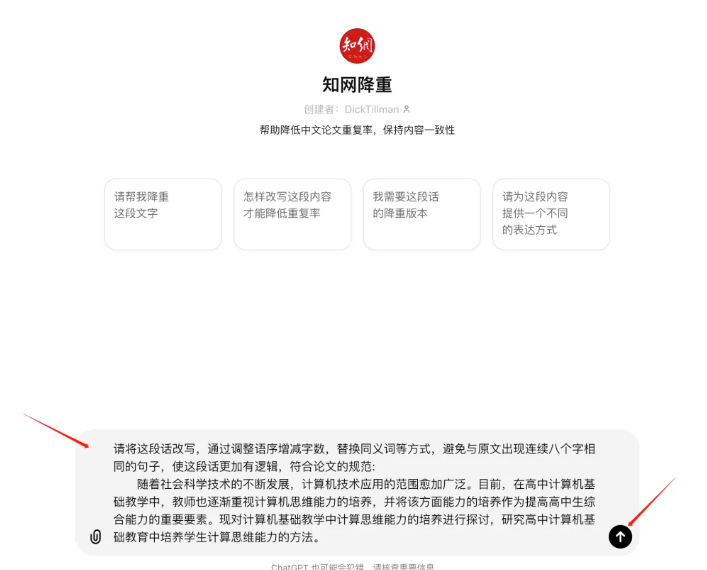 知网
知网降重
创建者：DickTillman
帮助降低中文论文重复率，保持内容一致性
请帮我降重
这段文字
怎样改写这段内容
才能降低重复率
我需要这段话
的降重版本
请为这段内容
提供一个不同
的表达方式
请将这段话改写，通过调整语序增减字数，替换同义词等方式，避免与原文出现连续八个字相
同的句子，使这段话更加有逻辑，符合论文的规范:
随着社会科学技术的不断发展，计算机技术应用的范围愈加广泛。目前，在高中计算机基
础教学中，教师也逐渐重视计算机思维能力的培养，并将该方面能力的培养作为提高高中生综
合能力的重要要素。现对计算机基础教学中计算思维能力的培养进行探讨，研究高中计算机基
础教育中培养学生计算思维能力的方法。
ChatGPT 也可能会犯错。请核查重要信息。